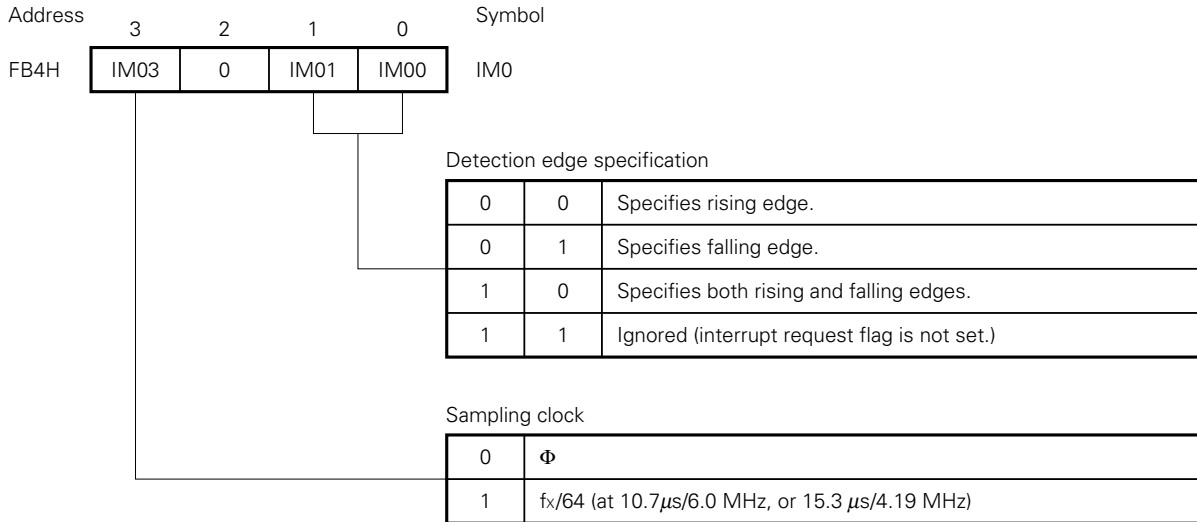 Address 3 2 1 0 Symbol
FB4H IM03 0 IM01 IM00 IM0
Detection edge specification
0 0 Specifies rising edge.
0 1 Specifies falling edge.
1 0 Specifies both rising and falling edges.
1 1 Ignored (interrupt request flag is not set.)
Sampling clock
0 Φ
1 fX/64 (at 10.7μs/6.0 MHz, or 15.3 μs/4.19 MHz)